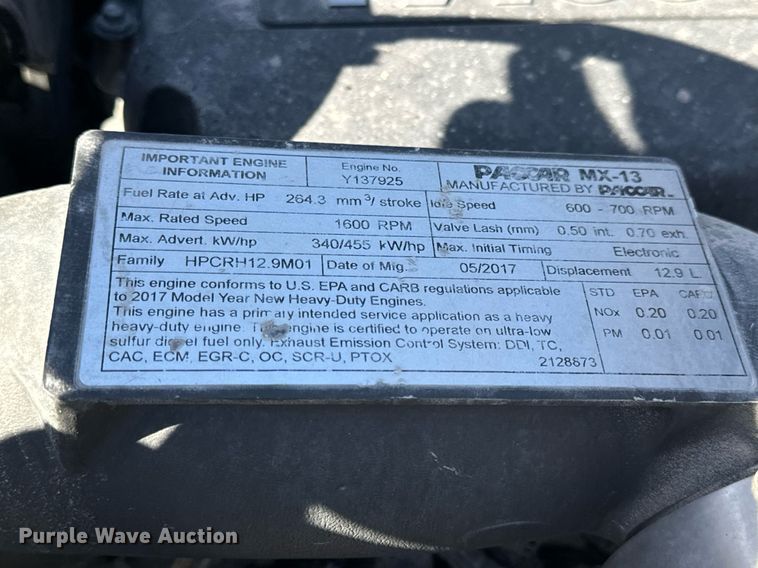 IMPORTANT ENGINE INFORMATION
Engine No. Y137925
PACCAR MX-13
MANUFACTURED BY PACCAR
Fuel Rate at Adv. HP 264.3 mm³/ stroke Idle Speed 600 - 700 RPM
Max. Rated Speed 1600 RPM Valve Lash (mm) 0.50 int. 0.70 exh.
Max. Advert. kW/hp 340/455 kW/hp Max. Initial Timing Electronic
Family HPCRH12.9M01 Date of Mfg. 05/2017 Displacement 12.9 L
This engine conforms to U.S. EPA and CARB regulations applicable
to 2017 Model Year New Heavy-Duty Engines.
This engine has a primary intended service application as a heavy
heavy-duty engine. This engine is certified to operate on ultra-low
sulfur diesel fuel only. Exhaust Emission Control System: DDI, TC,
CAC, ECM, EGR-C, OC, SCR-U, PTOX 2128673
STD EPA CARB
NOx 0.20 0.20
PM 0.01 0.01
Purple Wave Auction